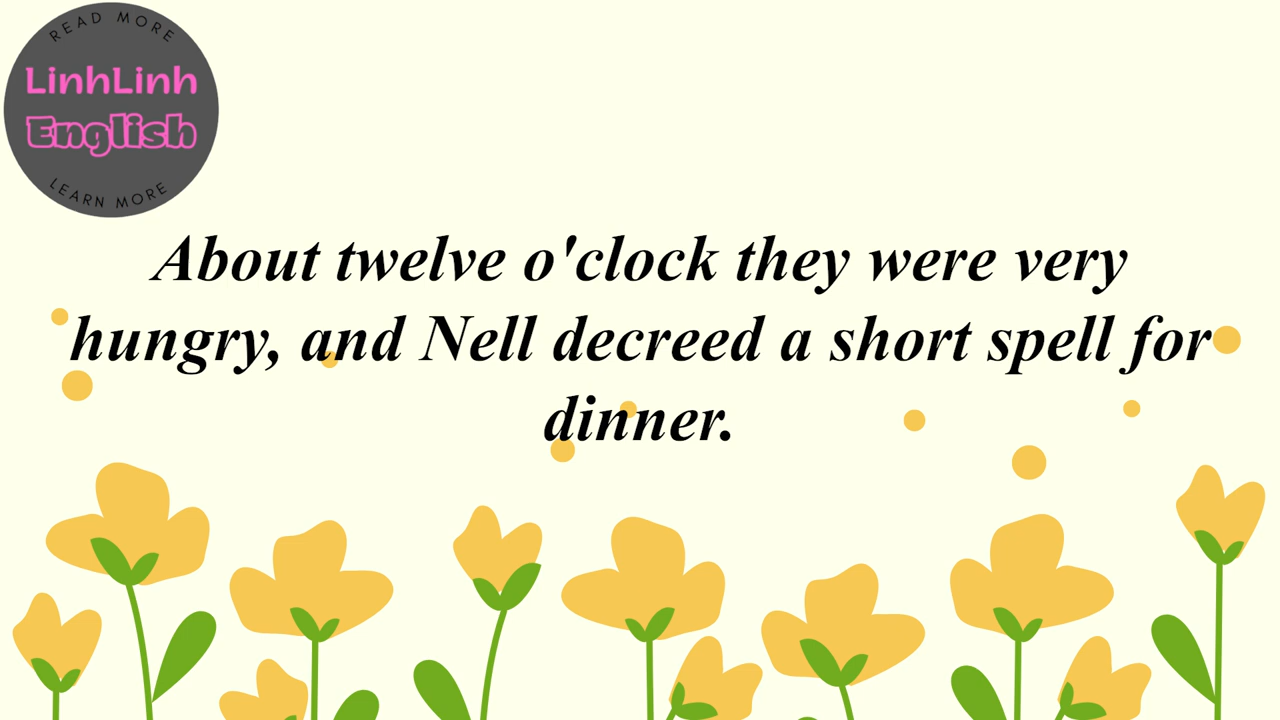 READ MORE
LinhLinh
English
LEARN MORE
About twelve o'clock they were very
hungry, and Nell decreed a short spell for
dinner.